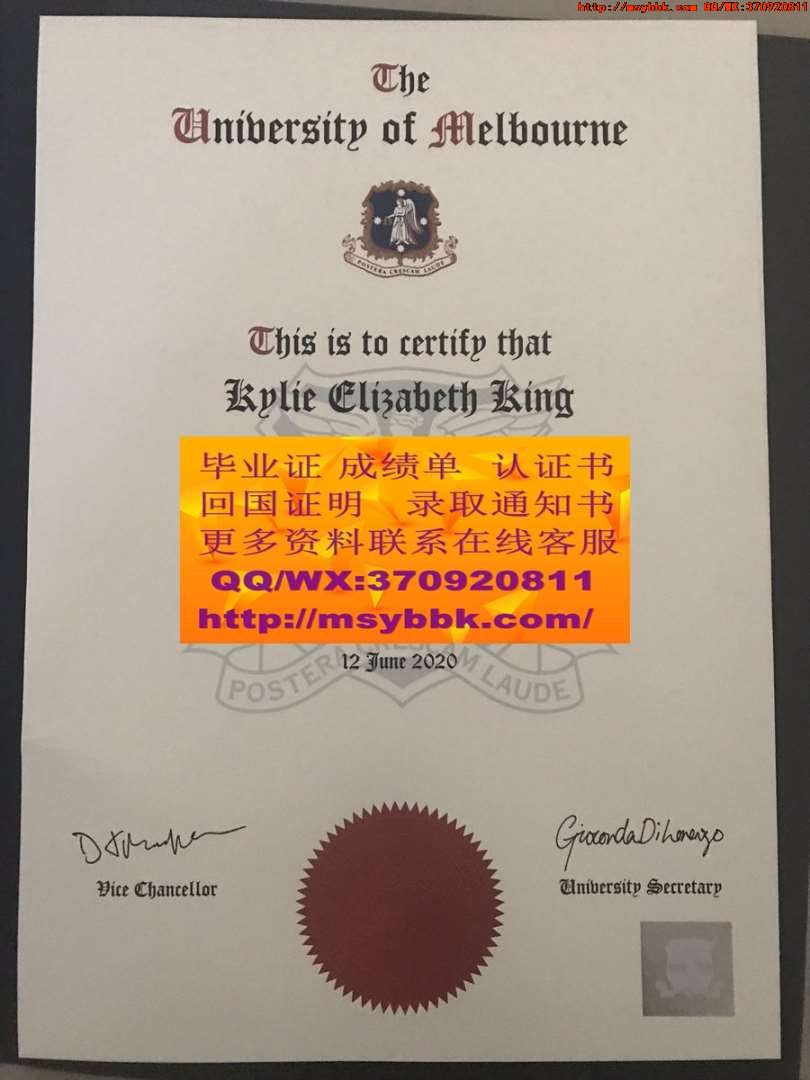 http://msybbk.com QQ/WX:370920811
The
University of Melbourne
POSTERA CRESCAM LAUDE
This is to certify that
Kylie Elizabeth King
毕业证 成绩单 认证书
回国证明 录取通知书
更多资料联系在线客服
QQ/WX:370920811
http://msybbk.com/
12 June 2020
POSTERA CRESCAM LAUDE
Gioconda Di Lorenzo
Vice Chancellor
University Secretary